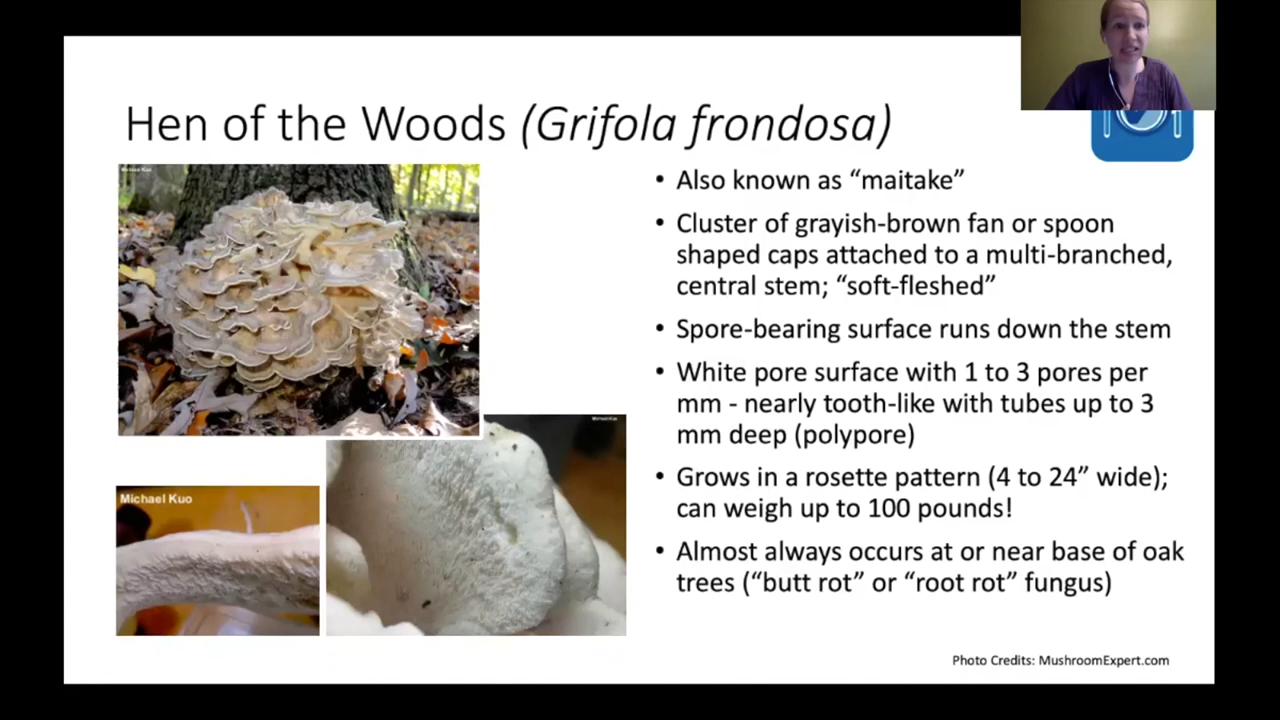 Hen of the Woods (Grifola frondosa)
Michael Kuo
• Also known as “maitake”
• Cluster of grayish-brown fan or spoon
shaped caps attached to a multi-branched,
central stem; “soft-fleshed”
• Spore-bearing surface runs down the stem
• White pore surface with 1 to 3 pores per
mm - nearly tooth-like with tubes up to 3
mm deep (polypore)
• Grows in a rosette pattern (4 to 24” wide);
can weigh up to 100 pounds!
• Almost always occurs at or near base of oak
trees (“butt rot” or “root rot” fungus)
Michael Kuo
Michael Kuo
Photo Credits: MushroomExpert.com